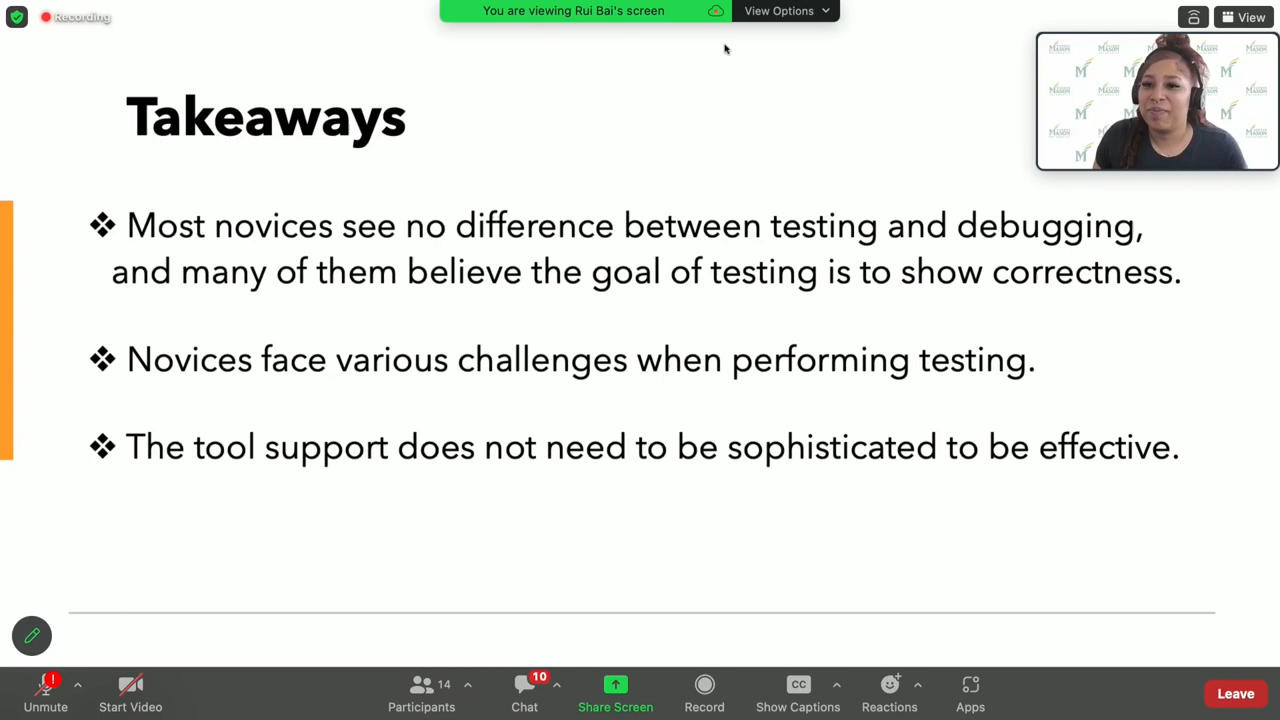 Recording
You are viewing Rui Bai's screen
View Options
View
Takeaways
❖ Most novices see no difference between testing and debugging,
and many of them believe the goal of testing is to show correctness.
❖ Novices face various challenges when performing testing.
❖ The tool support does not need to be sophisticated to be effective.
Unmute
Start Video
14
Participants
10
Chat
Share Screen
Record
CC
Show Captions
Reactions
Apps
Leave